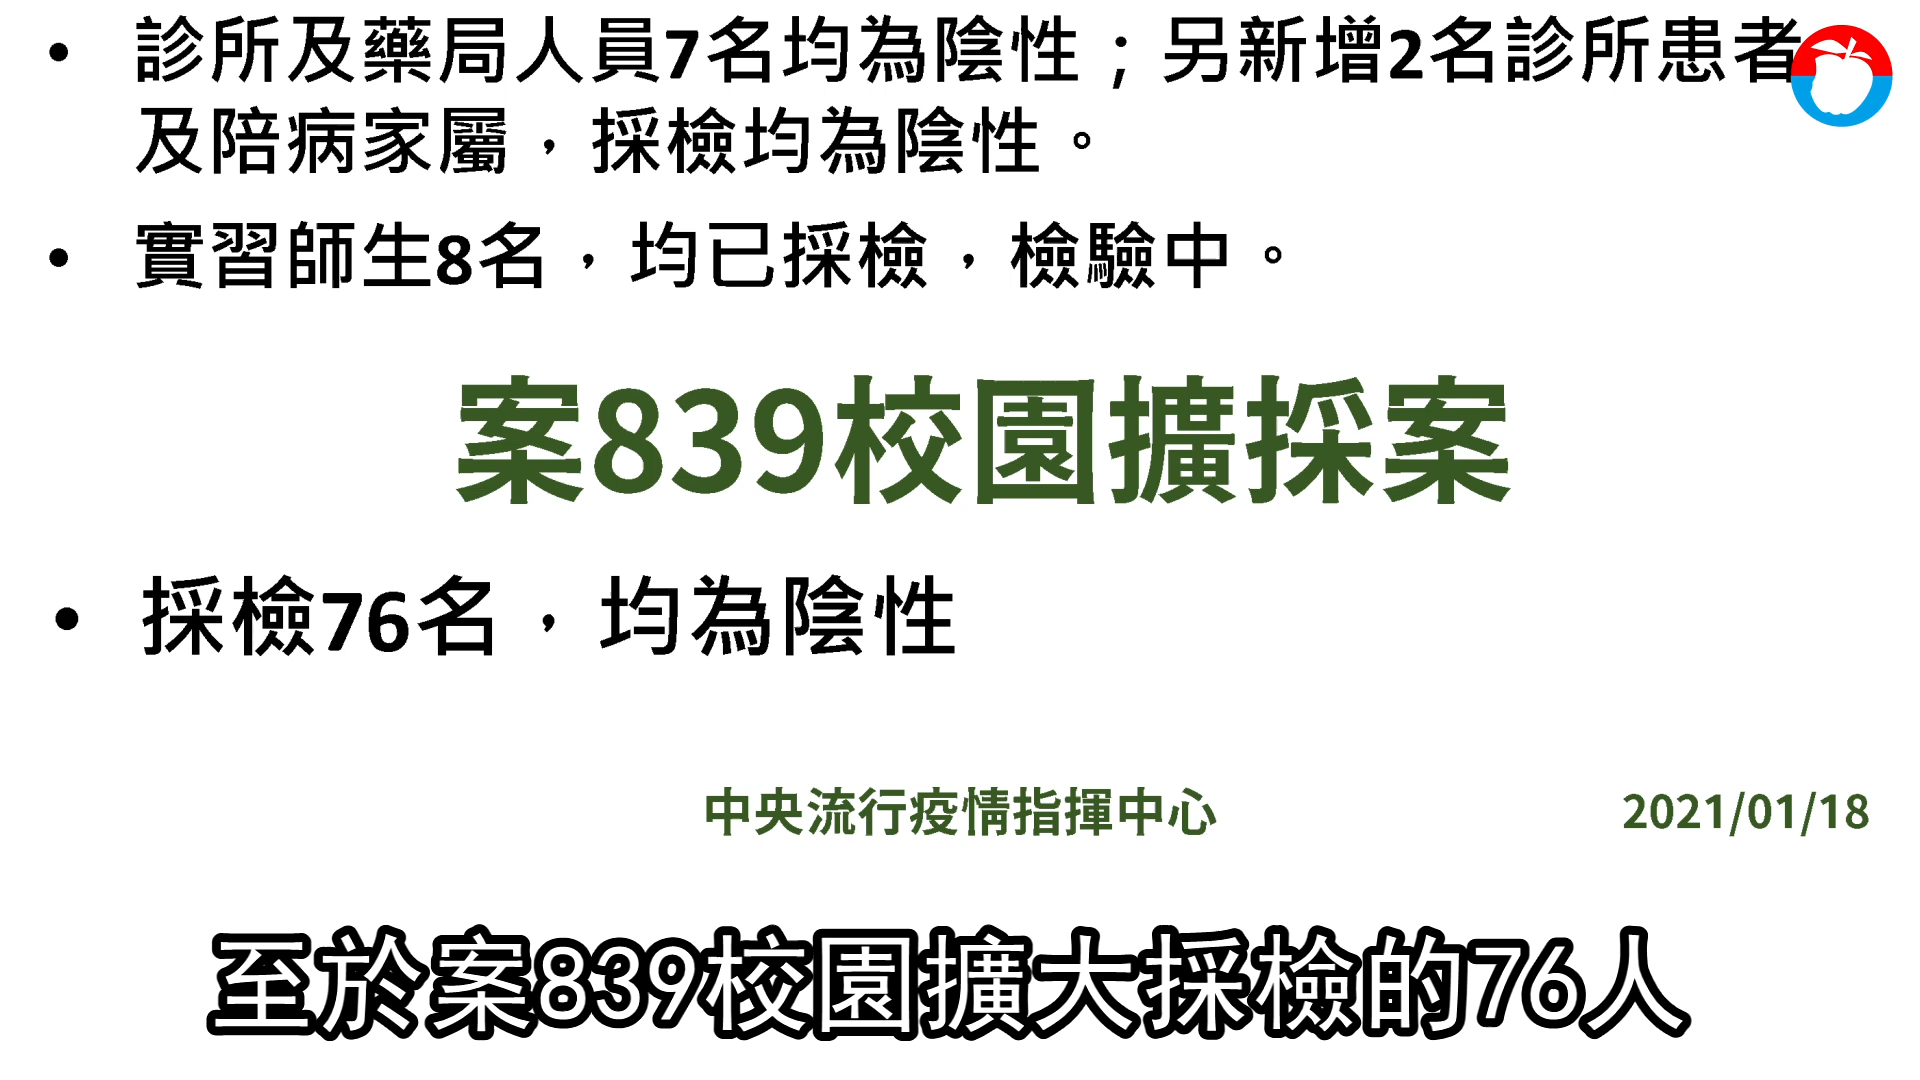 • 診所及藥局人員7名均為陰性；另新增2名診所患者
及陪病家屬，採檢均為陰性。
• 實習師生8名，均已採檢，檢驗中。
案839校園擴採案
• 採檢76名，均為陰性
中央流行疫情指揮中心 2021/01/18
至於案839校園擴大採檢的76人